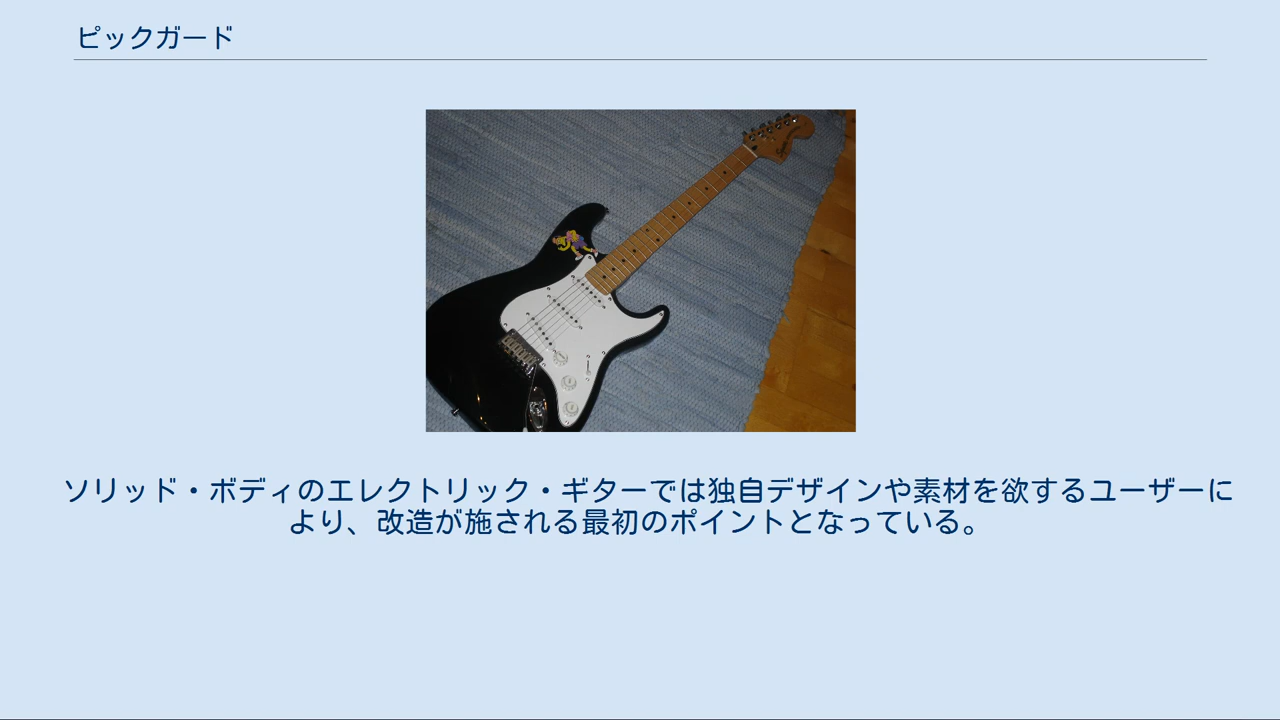 ピックガード
ソリッド・ボディのエレクトリック・ギターでは独自デザインや素材を欲するユーザーに
より、改造が施される最初のポイントとなっている。